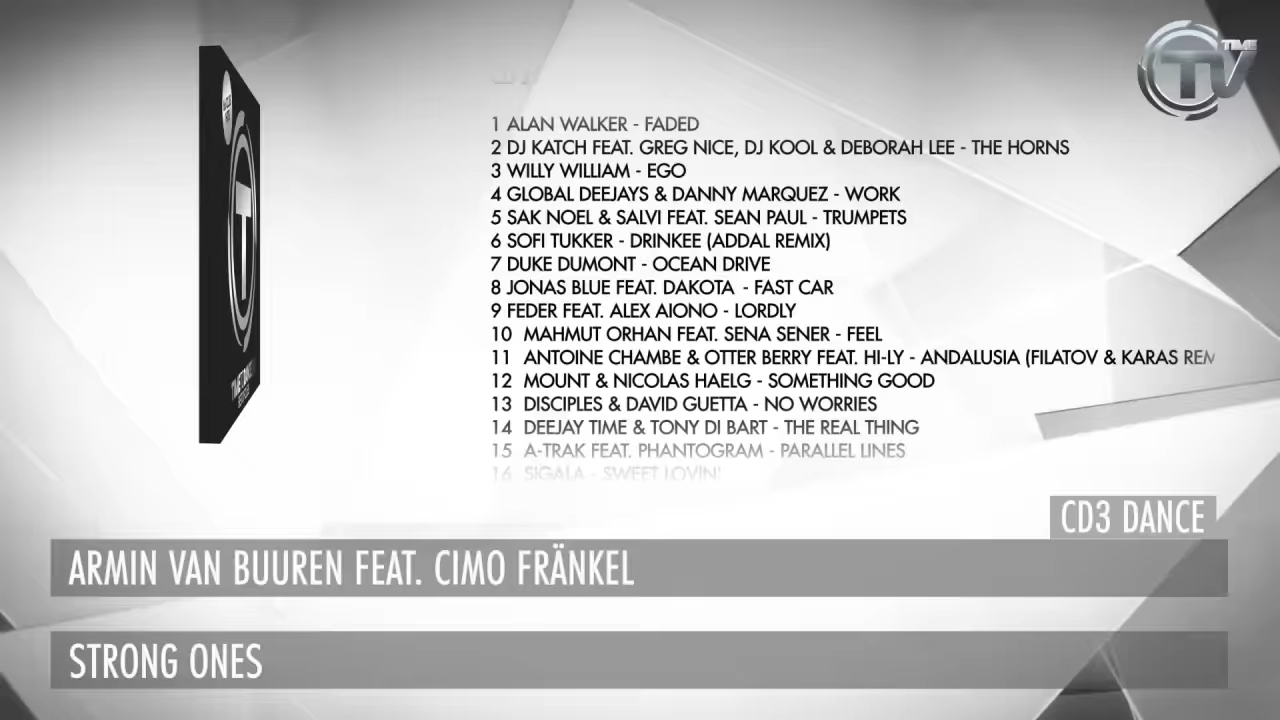 TIME
TV
1 ALAN WALKER - FADED
2 DJ KATCH FEAT. GREG NICE, DJ KOOL & DEBORAH LEE - THE HORNS
3 WILLY WILLIAM - EGO
4 GLOBAL DEEJAYS & DANNY MARQUEZ - WORK
5 SAK NOEL & SALVI FEAT. SEAN PAUL - TRUMPETS
6 SOFI TUKKER - DRINKEE (ADDAL REMIX)
7 DUKE DUMONT - OCEAN DRIVE
8 JONAS BLUE FEAT. DAKOTA - FAST CAR
9 FEDER FEAT. ALEX AIONO - LORDLY
10 MAHMUT ORHAN FEAT. SENA SENER - FEEL
11 ANTOINE CHAMBE & OTTER BERRY FEAT. HI-LY - ANDALUSIA (FILATOV & KARAS REM
12 MOUNT & NICOLAS HAELG - SOMETHING GOOD
13 DISCIPLES & DAVID GUETTA - NO WORRIES
14 DEEJAY TIME & TONY DI BART - THE REAL THING
15 A-TRAK FEAT. PHANTOGRAM - PARALLEL LINES
16 SIGALA - SWEET LOVIN'
CD3 DANCE
ARMIN VAN BUUREN FEAT. CIMO FRÄNKEL
STRONG ONES